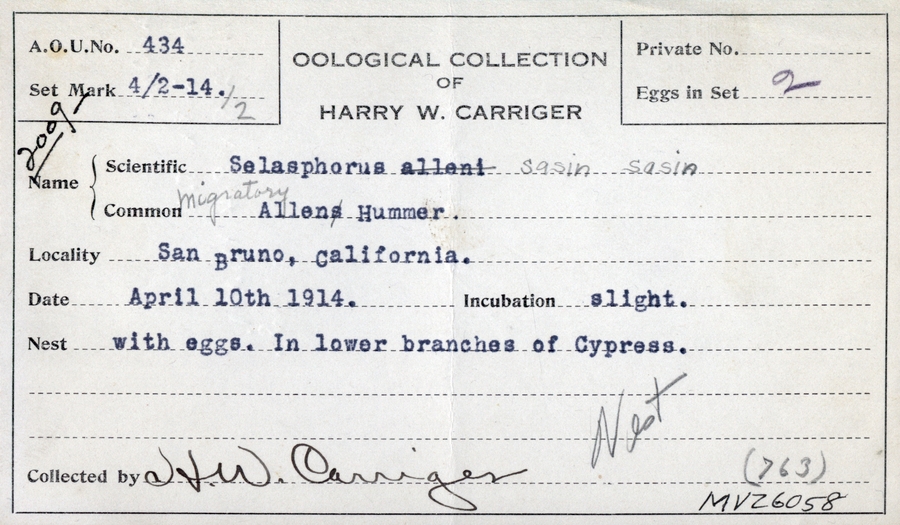 A.O.U.No. 434
Set Mark 4/2-14. 1/2
2009
OOLOGICAL COLLECTION
OF
HARRY W. CARRIGER
Private No.
Eggs in Set 2
Name
Scientific Selasphorus alleni sasin sasin
migratory
Common Allens Hummer.
Locality San Bruno, California.
Date April 10th 1914. Incubation slight.
Nest with eggs. In lower branches of Cypress.
Nest
Collected by H.W. Carriger
(763)
MVZ6058